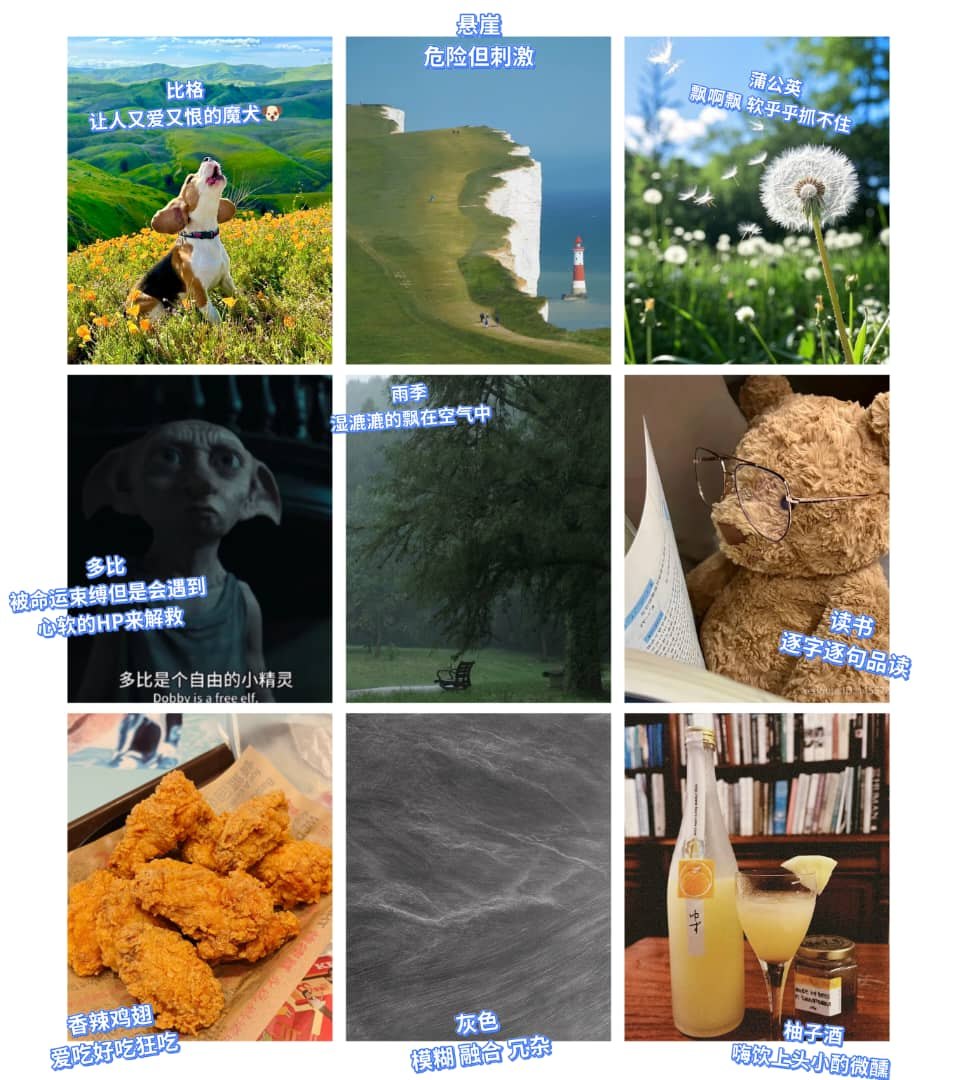 悬崖
危险但刺激
比格
让人又爱又恨的魔犬🐶
蒲公英
飘啊飘 软乎乎抓不住
多比
被命运束缚但是会遇到
心软的HP来解救
多比是个自由的小精灵
Dobby is a free elf.
雨季
湿漉漉的飘在空气中
读书
逐字逐句品读
香辣鸡翅
爱吃好吃狂吃
灰色
模糊 融合 冗杂
ゆず
柚子酒
嗨饮上头小酌微醺